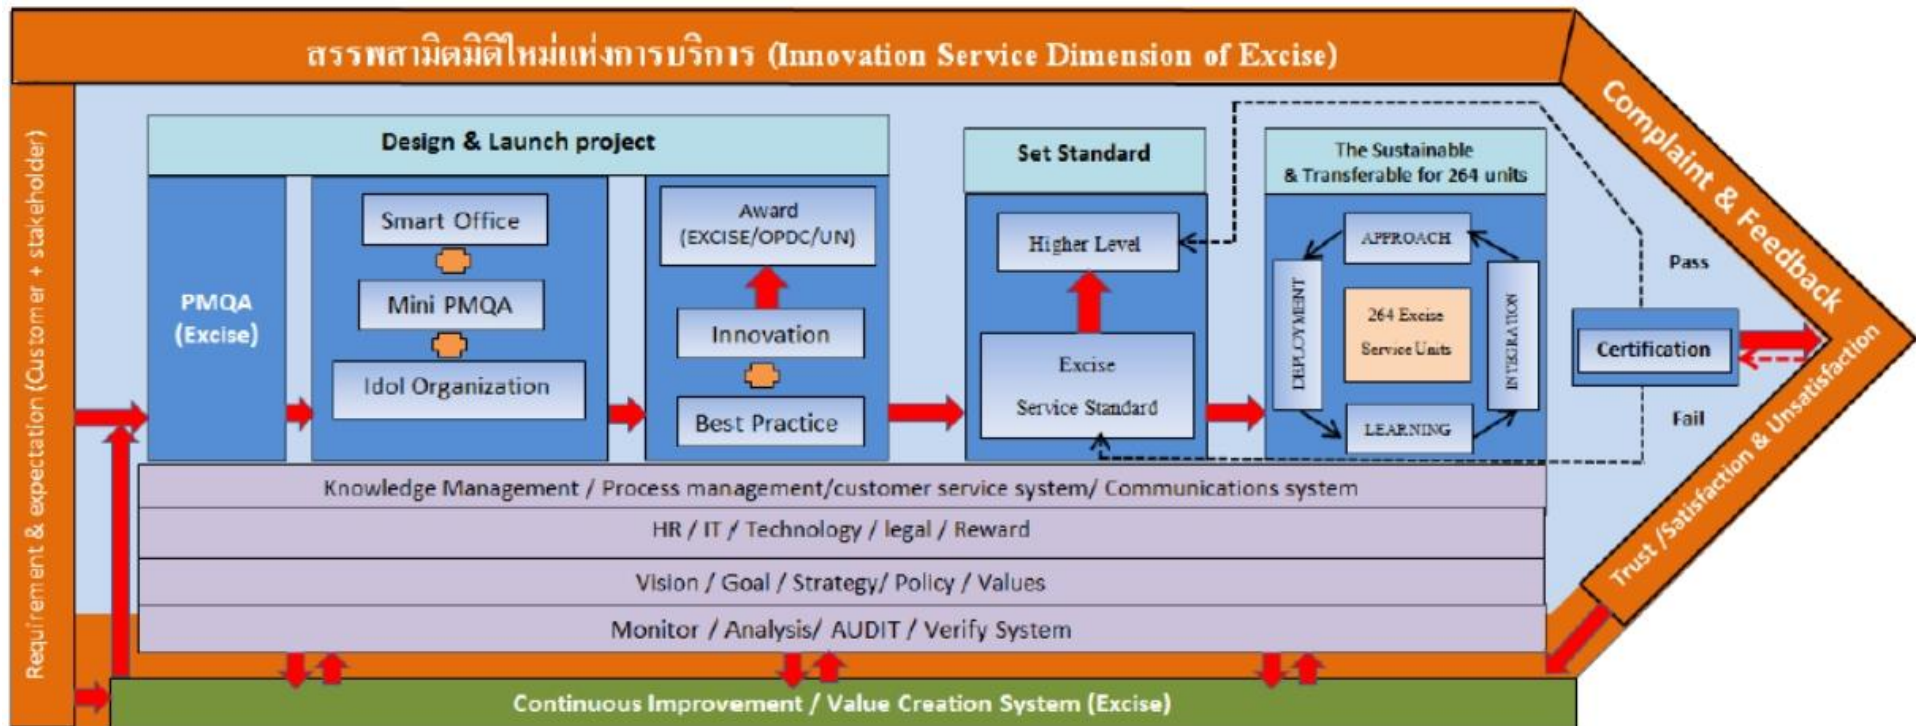 สรรพสามิตมิติใหม่แห่งการบริการ (Innovation Service Dimension of Excise)
Requirement & expectation (Customer + stakeholder)
Design & Launch project
PMQA
(Excise)
Smart Office
Mini PMQA
Idol Organization
Award
(EXCISE/OPDC/UN)
Innovation
Best Practice
Set Standard
Higher Level
Excise
Service Standard
The Sustainable
& Transferable for 264 units
APPROACH
DEPLOYMENT
264 Excise
Service Units
INTEGRATION
LEARNING
Pass
Certification
Fail
Complaint & Feedback
Trust /Satisfaction & Unsatisfaction
Knowledge Management / Process management/customer service system/ Communications system
HR / IT / Technology / legal / Reward
Vision / Goal / Strategy/ Policy / Values
Monitor / Analysis/ AUDIT / Verify System
Continuous Improvement / Value Creation System (Excise)